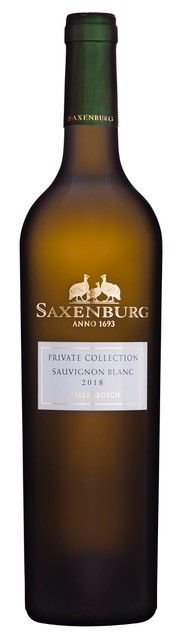 SAXENBURG
SAXENBURG
ANNO 1693
PRIVATE COLLECTION
SAUVIGNON BLANC
2018